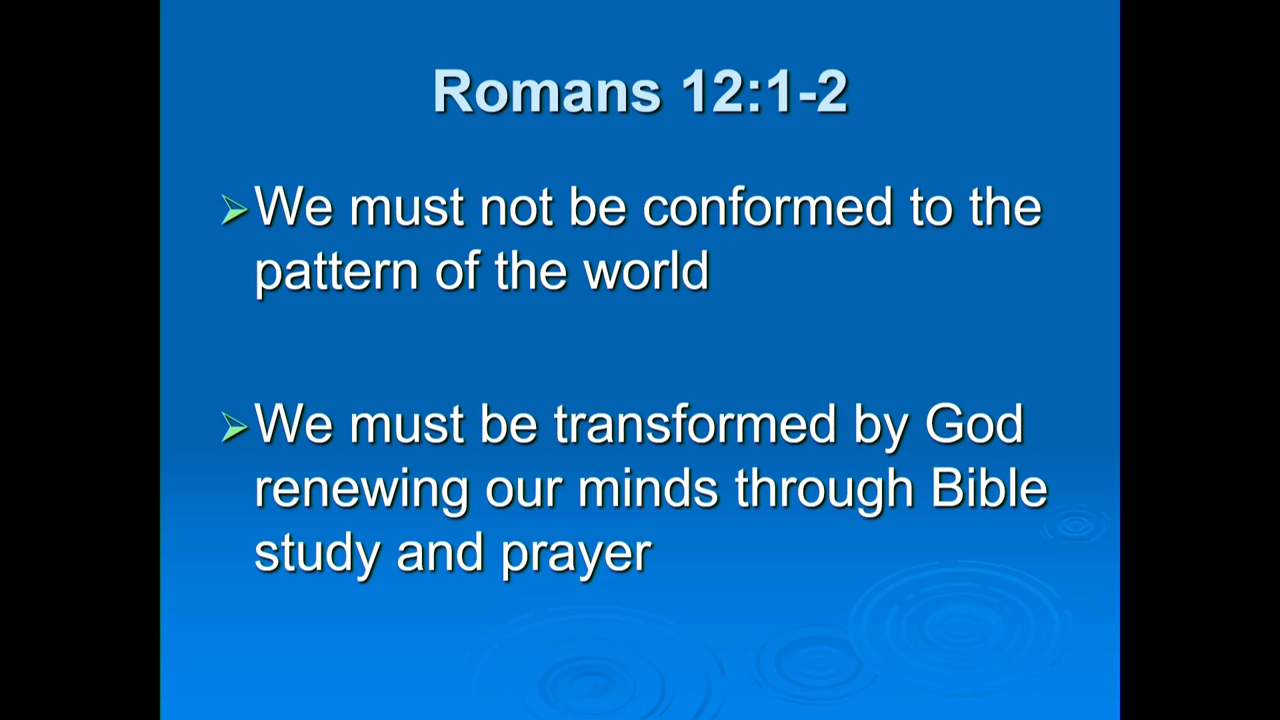 Romans 12:1-2
We must not be conformed to the
pattern of the world
We must be transformed by God
renewing our minds through Bible
study and prayer